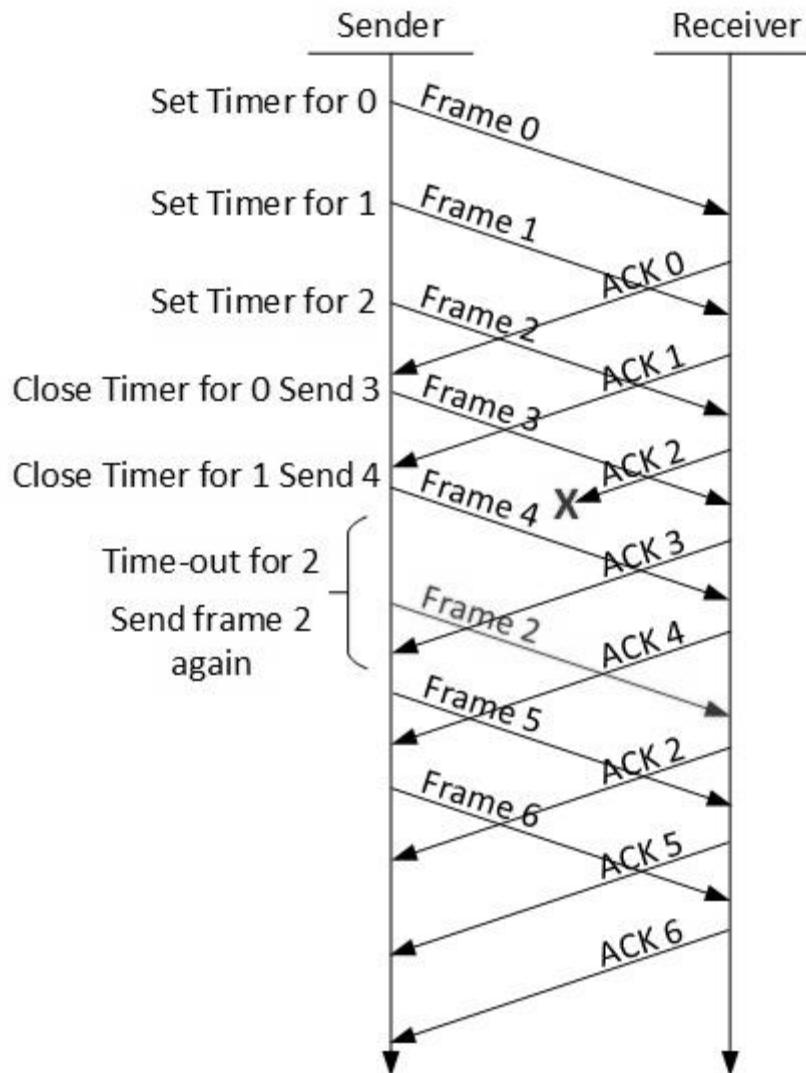 Sender
Receiver
Set Timer for 0
Frame 0
Set Timer for 1
Frame 1
ACK 0
Set Timer for 2
Frame 2
ACK 1
Close Timer for 0 Send 3
Frame 3
ACK 2
Close Timer for 1 Send 4
Frame 4
X
ACK 3
Time-out for 2
Send frame 2
again
Frame 2
ACK 4
Frame 5
ACK 2
Frame 6
ACK 5
ACK 6